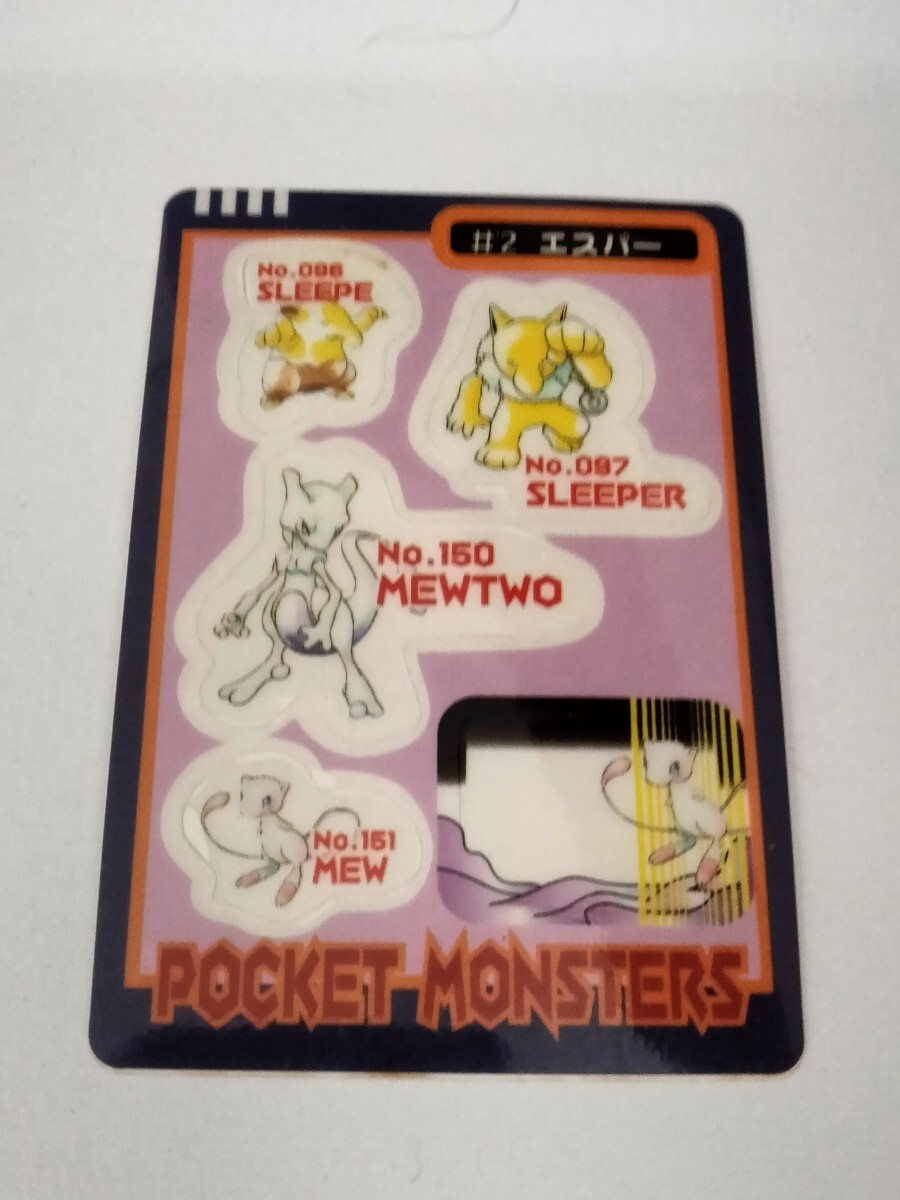 #2 エスパー
No.096
SLEEPE
No.097
SLEEPER
No.150
MEWTWO
No.151
MEW
POCKET MONSTERS